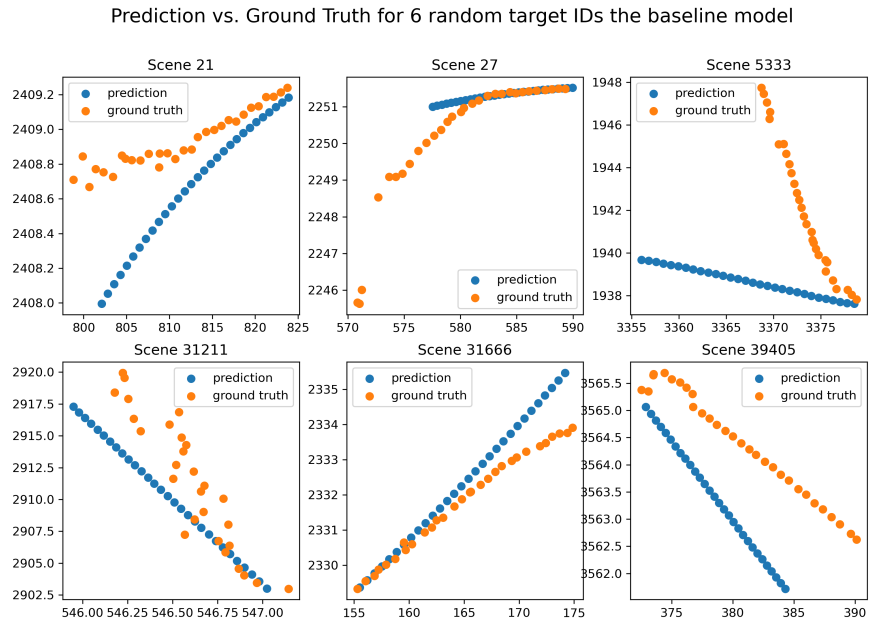 Prediction vs. Ground Truth for 6 random target IDs the baseline model
Scene 21
prediction
ground truth
2409.2
2409.0
2408.8
2408.6
2408.4
2408.2
2408.0
800 805 810 815 820 825
Scene 27
2251
2250
2249
2248
2247
2246
prediction
ground truth
570 575 580 585 590
Scene 5333
prediction
ground truth
1948
1946
1944
1942
1940
1938
3355 3360 3365 3370 3375
Scene 31211
prediction
ground truth
2920.0
2917.5
2915.0
2912.5
2910.0
2907.5
2905.0
2902.5
546.00 546.25 546.50 546.75 547.00
Scene 31666
prediction
ground truth
2335
2334
2333
2332
2331
2330
155 160 165 170 175
Scene 39405
prediction
ground truth
3565.5
3565.0
3564.5
3564.0
3563.5
3563.0
3562.5
3562.0
375 380 385 390